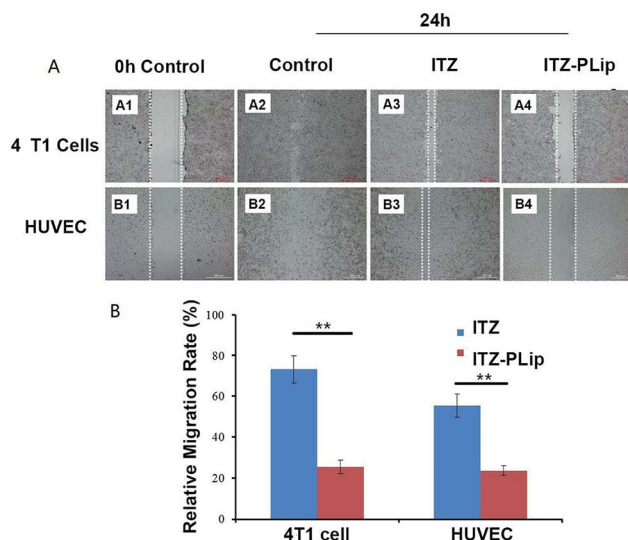 24h
A
0h Control
Control
ITZ
ITZ-PLip
A1
A2
A3
A4
4 T1 Cells
B1
B2
B3
B4
HUVEC
B
Relative Migration Rate (%)
100
80
60
40
20
0
**
ITZ
ITZ-PLip
**
4T1 cell
HUVEC